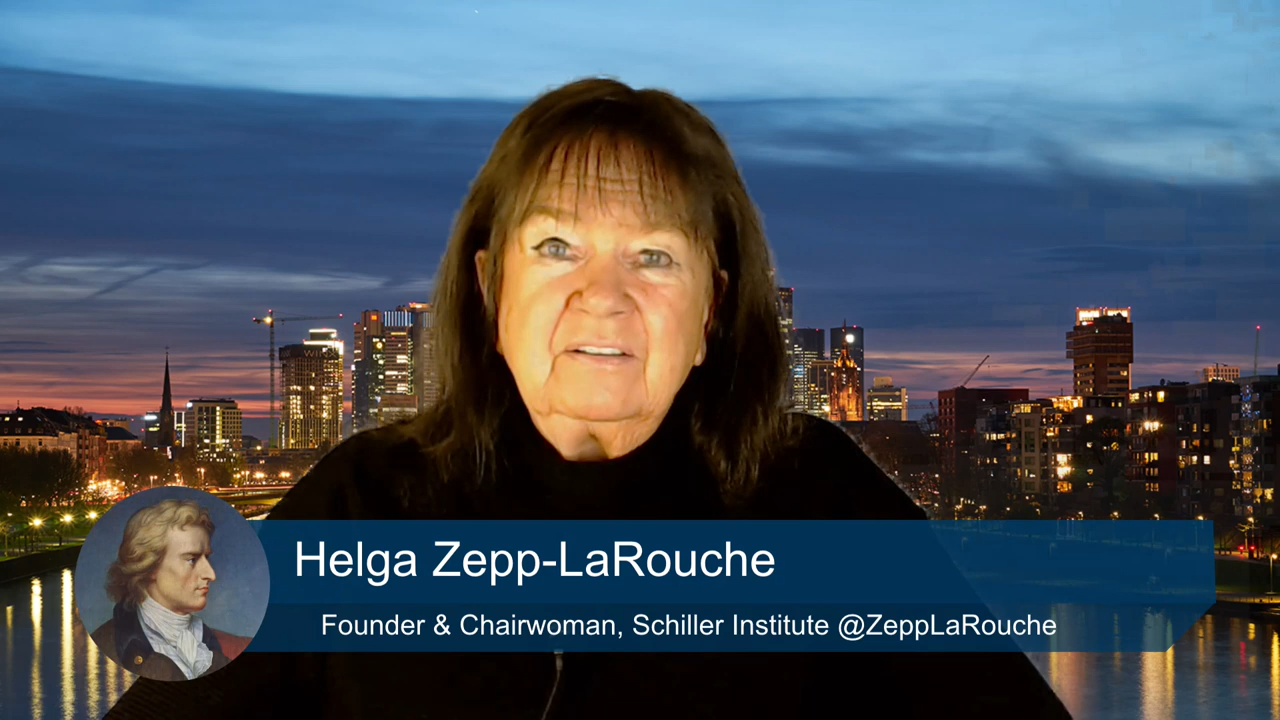 Helga Zepp-LaRouche
Founder & Chairwoman, Schiller Institute @ZeppLaRouche